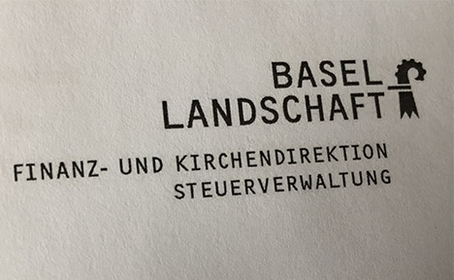 BASEL
LANDSCHAFT
FINANZ- UND KIRCHENDIREKTION
STEUERVERWALTUNG